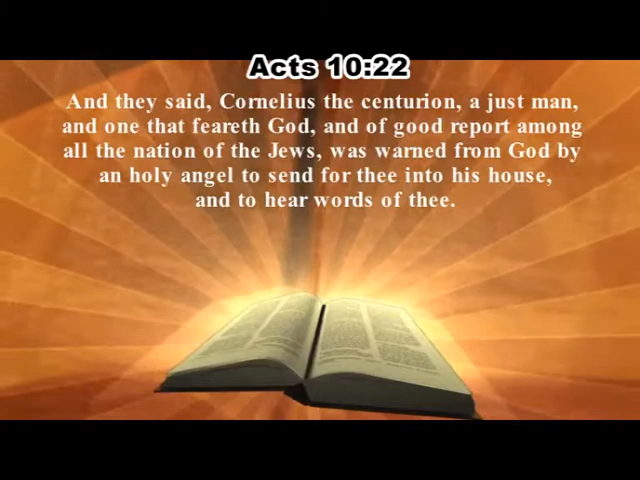 Acts 10:22
And they said, Cornelius the centurion, a just man,
and one that feareth God, and of good report among
all the nation of the Jews, was warned from God by
an holy angel to send for thee into his house,
and to hear words of thee.